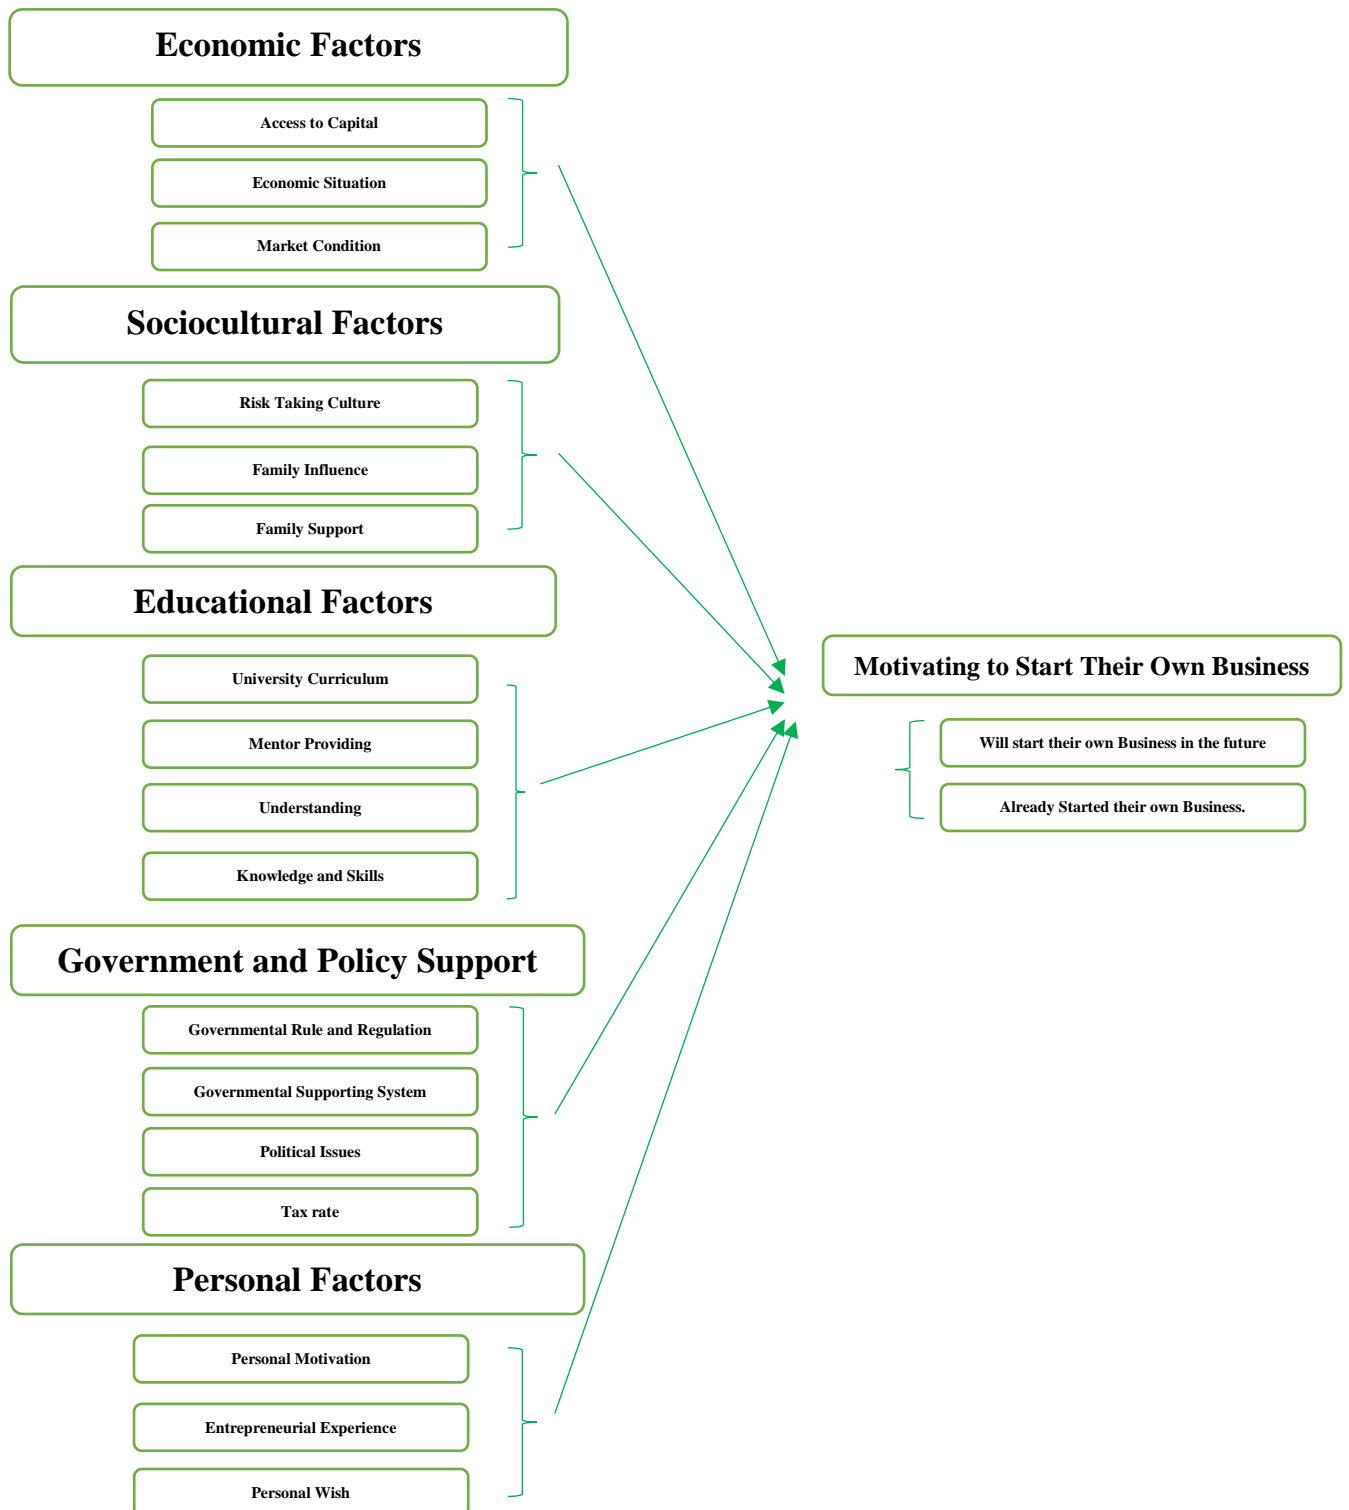 Economic Factors
Access to Capital
Economic Situation
Market Condition
Sociocultural Factors
Risk Taking Culture
Family Influence
Family Support
Educational Factors
University Curriculum
Mentor Providing
Understanding
Knowledge and Skills
Government and Policy Support
Governmental Rule and Regulation
Governmental Supporting System
Political Issues
Tax rate
Personal Factors
Personal Motivation
Entrepreneurial Experience
Personal Wish
Motivating to Start Their Own Business
Will start their own Business in the future
Already Started their own Business.